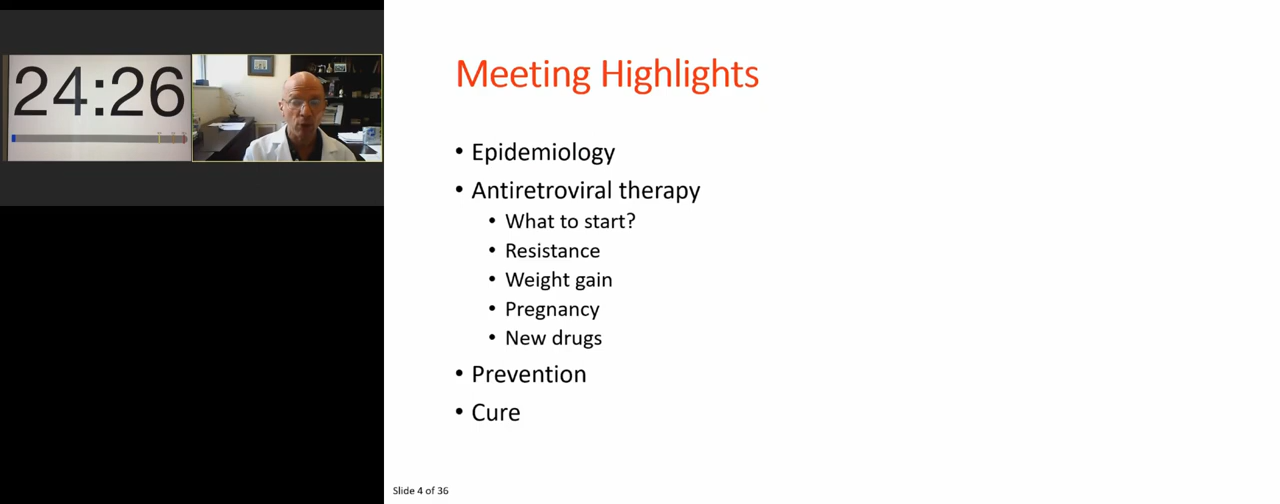 24:26
Meeting Highlights
• Epidemiology
• Antiretroviral therapy
• What to start?
• Resistance
• Weight gain
• Pregnancy
• New drugs
• Prevention
• Cure
Slide 4 of 36